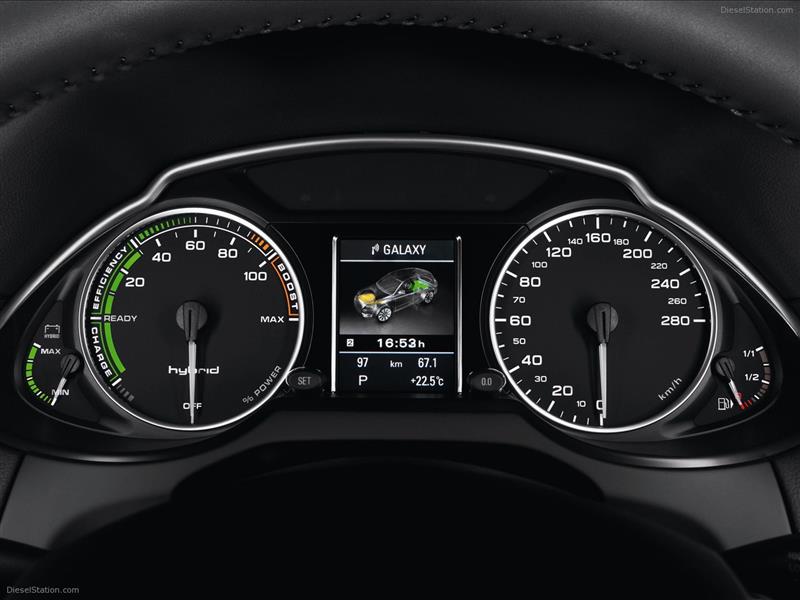 DieselStation.com
EFFICIENCY
BOOST
CHARGE
READY
20
40
60
80
100
MAX
hybrid
OFF
% POWER
HYBRID
MAX
MIN
SET
GALAXY
2 16:53h
97 km 67.1
P +22.5°C
0.0
0
10
20
30
40
50
60
70
80
100
120
140
160
180
200
220
240
260
280
km/h
1/1
1/2
DieselStation.com